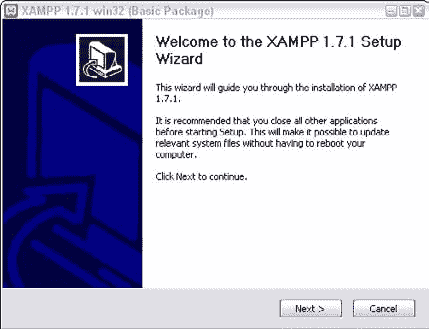 XAMPP 1.7.1 win32 (Basic Package)
Welcome to the XAMPP 1.7.1 Setup
Wizard
This wizard will guide you through the installation of XAMPP
1.7.1.
It is recommended that you close all other applications
before starting Setup. This will make it possible to update
relevant system files without having to reboot your
computer.
Click Next to continue.
Next >
Cancel